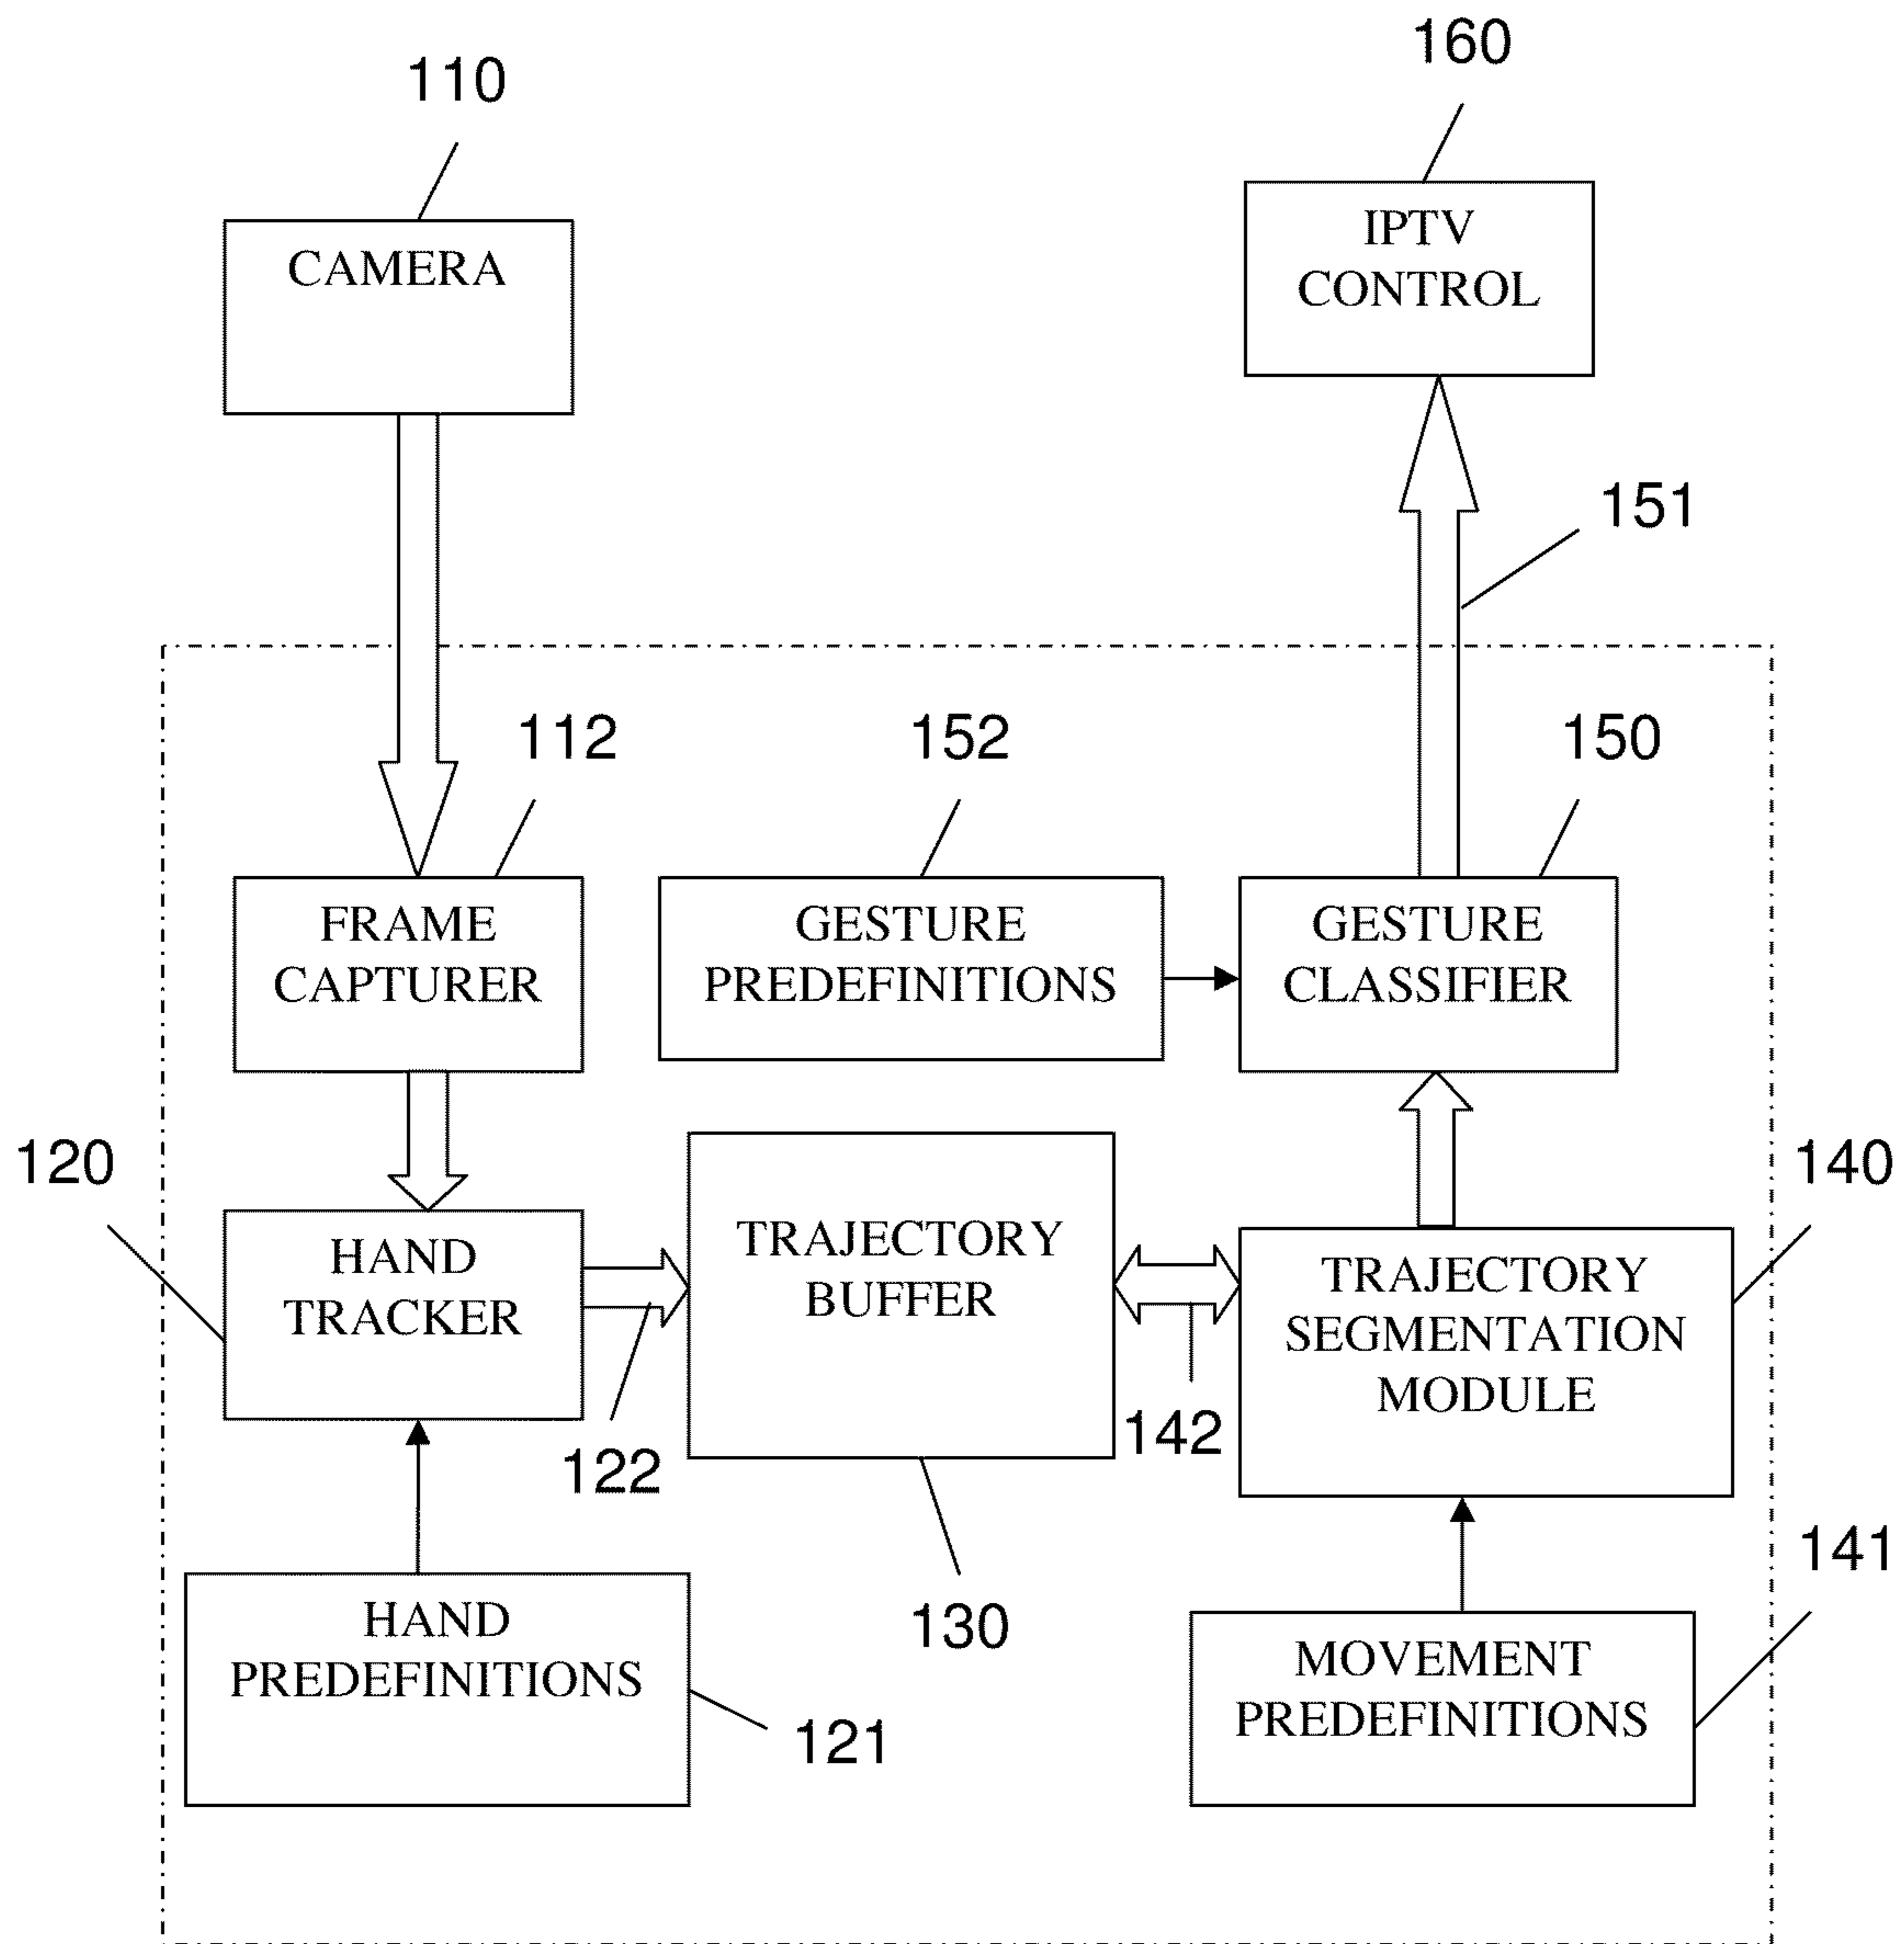 160
110
IPTV
CONTROL
CAMERA
151
112
152
150
FRAME
CAPTURER
GESTURE
PREDEFINITIONS
GESTURE
CLASSIFIER
120
140
HAND
TRACKER
TRAJECTORY
BUFFER
TRAJECTORY
SEGMENTATION
MODULE
122
142
141
HAND
PREDEFINITIONS
130
MOVEMENT
PREDEFINITIONS
121